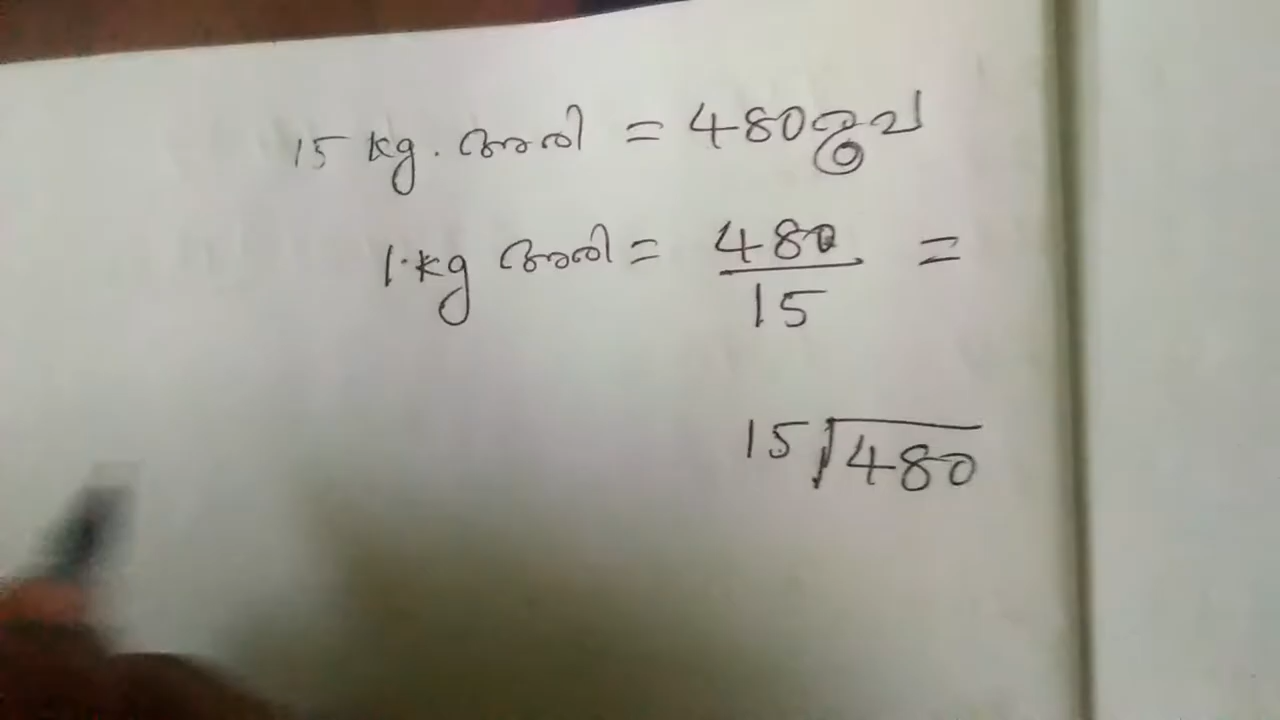 15 kg. അരി = 480 രൂപ
1 kg അരി = 480/15 =
15√480